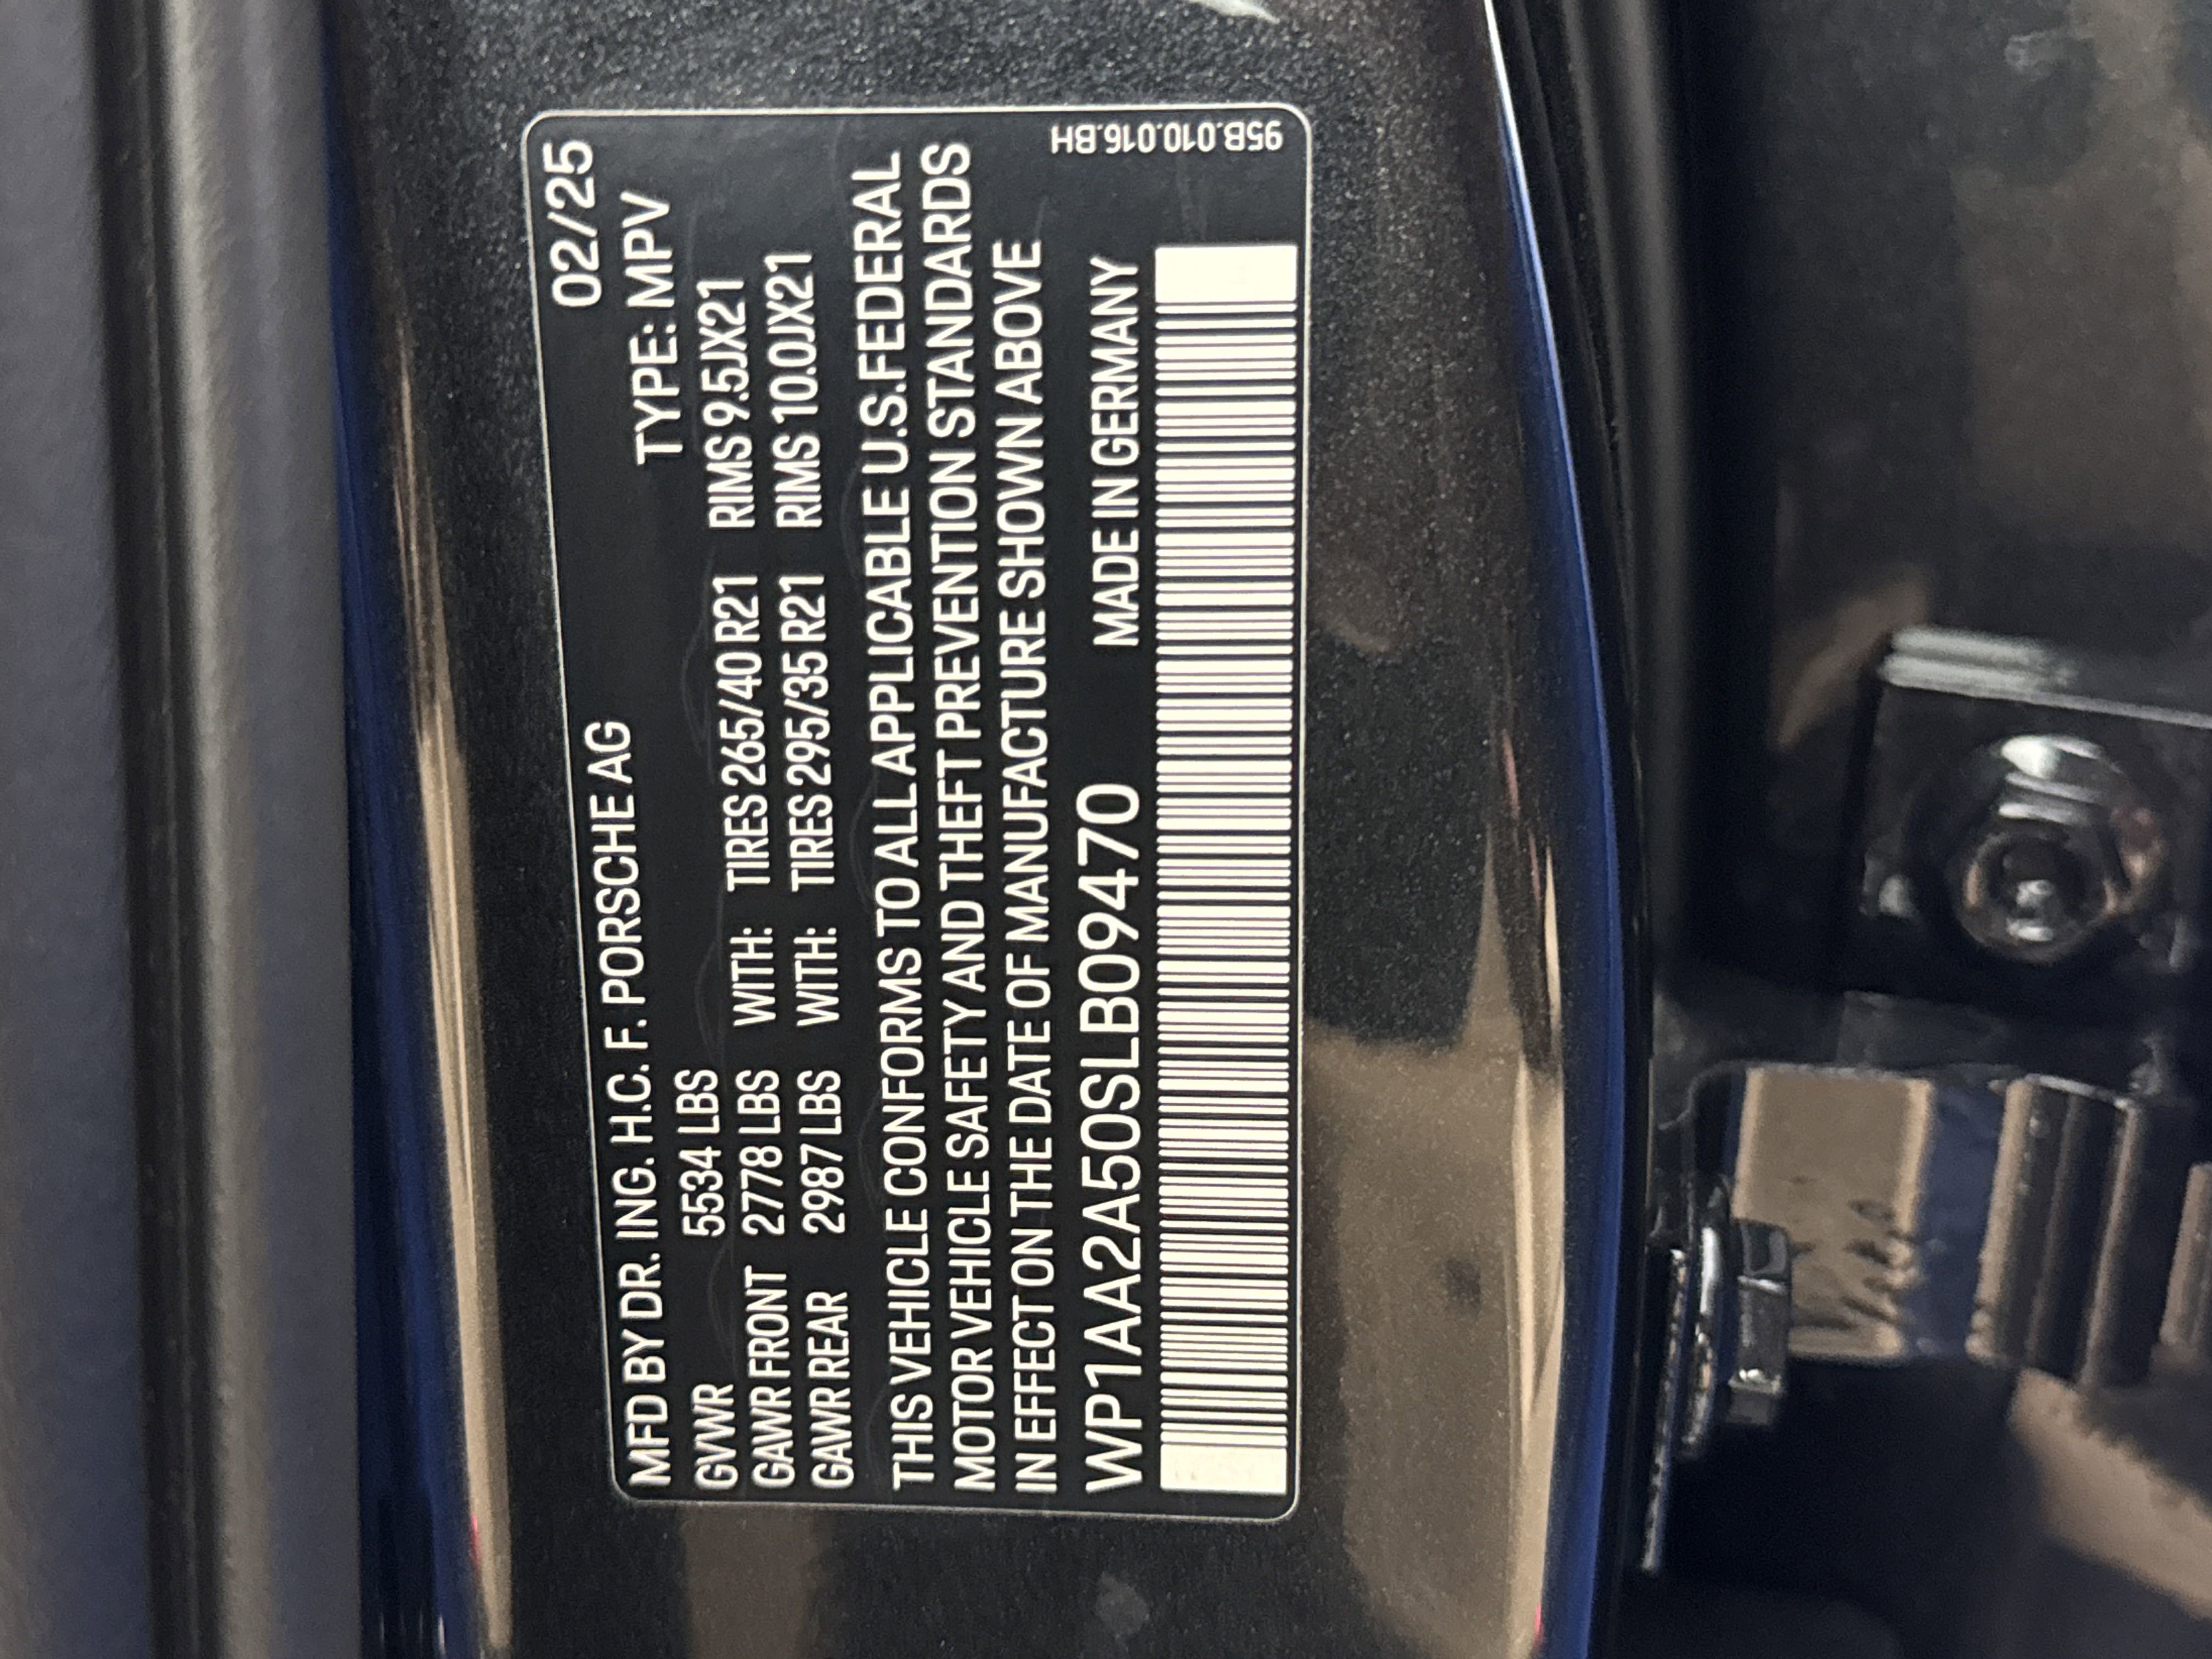 02/25
MFD BY DR. ING. H.C. F. PORSCHE AG
TYPE: MPV
GVWR 5534 LBS
GAWR FRONT 2778 LBS WITH: TIRES 265/40 R21 RIMS 9.5JX21
GAWR REAR 2987 LBS WITH: TIRES 295/35 R21 RIMS 10.0JX21
THIS VEHICLE CONFORMS TO ALL APPLICABLE U.S.FEDERAL
MOTOR VEHICLE SAFETY AND THEFT PREVENTION STANDARDS
IN EFFECT ON THE DATE OF MANUFACTURE SHOWN ABOVE
WP1AA2A50SLB09470 MADE IN GERMANY
95B.010.016.BH